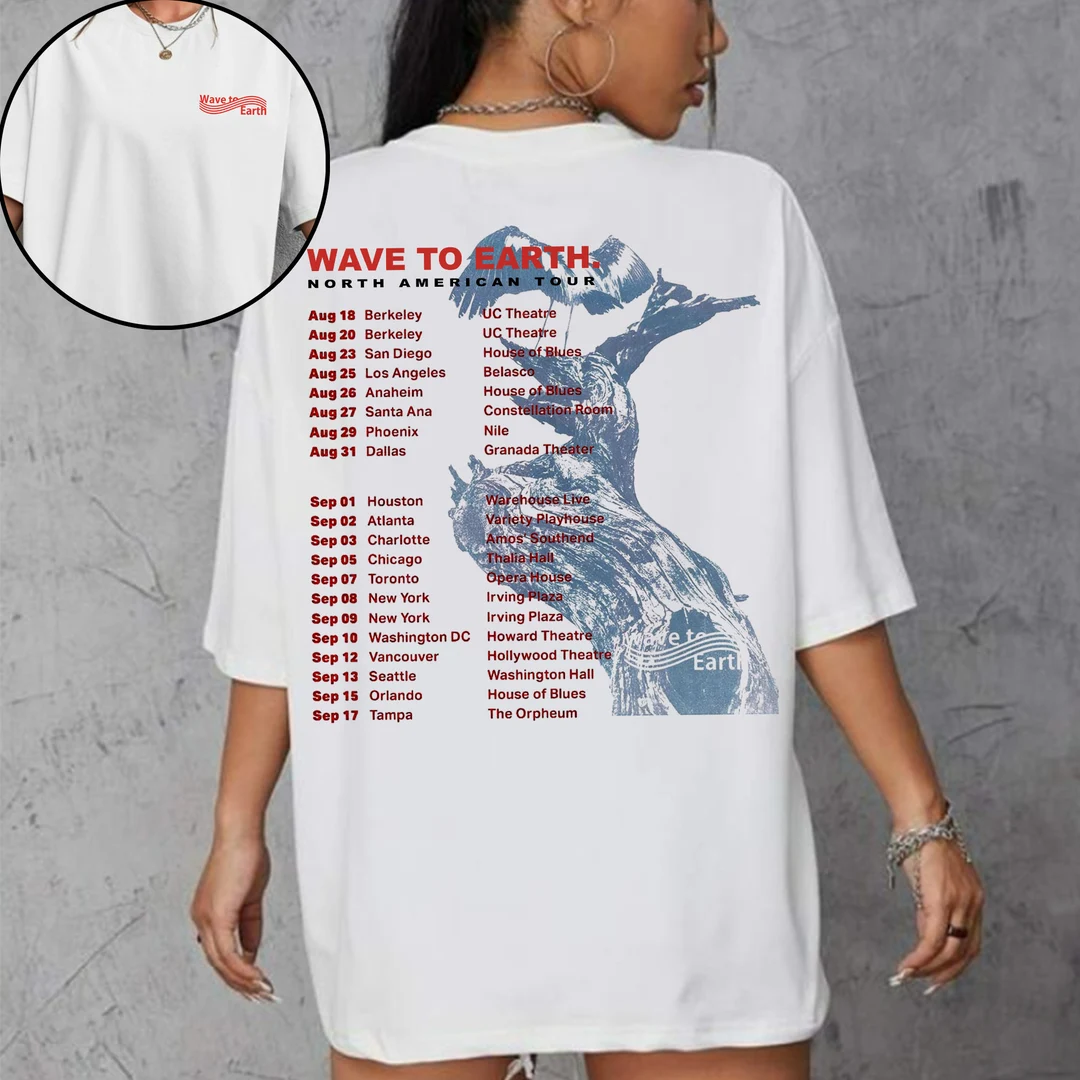 Wave to
Earth
WAVE TO EARTH.
NORTH AMERICAN TOUR
Aug 18 Berkeley UC Theatre
Aug 20 Berkeley UC Theatre
Aug 23 San Diego House of Blues
Aug 25 Los Angeles Belasco
Aug 26 Anaheim House of Blues
Aug 27 Santa Ana Constellation Room
Aug 29 Phoenix Nile
Aug 31 Dallas Granada Theater
Sep 01 Houston Warehouse Live
Sep 02 Atlanta Variety Playhouse
Sep 03 Charlotte Amos' Southend
Sep 05 Chicago Thalia Hall
Sep 07 Toronto Opera House
Sep 08 New York Irving Plaza
Sep 09 New York Irving Plaza
Sep 10 Washington DC Howard Theatre
Sep 12 Vancouver Hollywood Theatre
Sep 13 Seattle Washington Hall
Sep 15 Orlando House of Blues
Sep 17 Tampa The Orpheum
Wave to
Earth